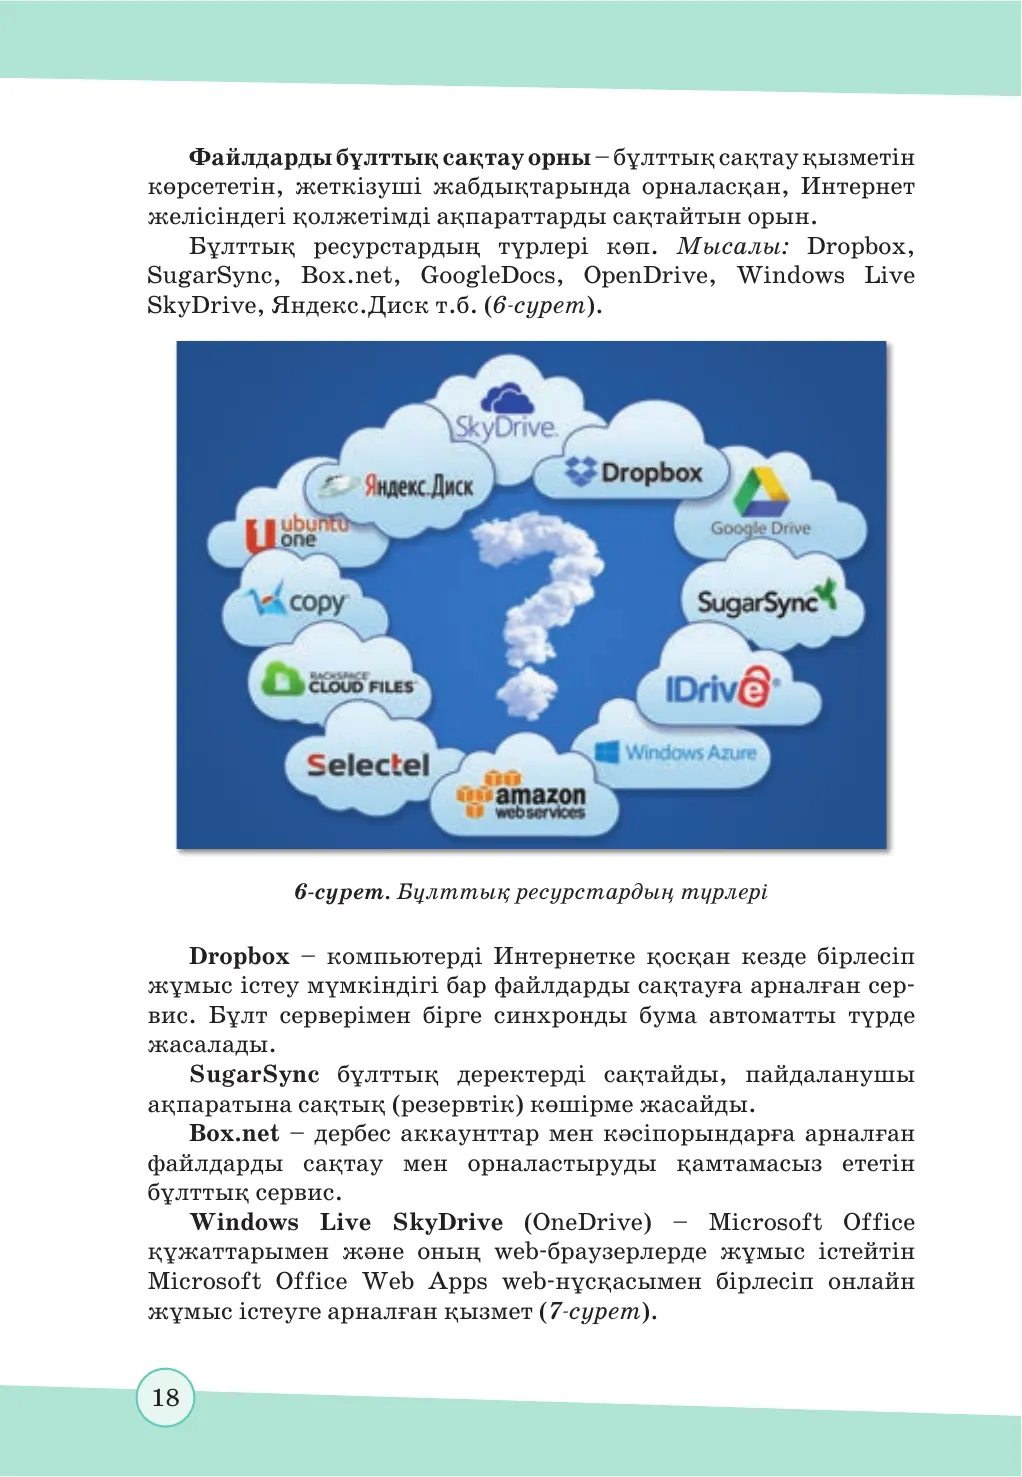 Файлдарды бұлттық сақтау орны – бұлттық сақтау қызметін
көрсететін, жеткізуші жабдықтарында орналасқан, Интернет
желісіндегі қолжетімді ақпараттарды сақтайтын орын.
Бұлттық ресурстардың түрлері көп. Мысалы: Dropbox,
SugarSync, Box.net, GoogleDocs, OpenDrive, Windows Live
SkyDrive, Яндекс.Диск т.б. (6-сурет).
SkyDrive
Яндекс.Диск
Dropbox
Google Drive
ubuntu
one
copy
SugarSync
RACKSPACE
CLOUD FILES
IDrive
Selectel
Windows Azure
amazon
web services
6-сурет. Бұлттық ресурстардың түрлері
Dropbox – компьютерді Интернетке қосқан кезде бірлесіп
жұмыс істеу мүмкіндігі бар файлдарды сақтауға арналған сер-
вис. Бұлт серверімен бірге синхронды бума автоматты түрде
жасалады.
SugarSync бұлттық деректерді сақтайды, пайдаланушы
ақпаратына сақтық (резервтік) көшірме жасайды.
Box.net – дербес аккаунттар мен кәсіпорындарға арналған
файлдарды сақтау мен орналастыруды қамтамасыз ететін
бұлттық сервис.
Windows Live SkyDrive (OneDrive) – Microsoft Office
құжаттарымен және оның web-браузерлерде жұмыс істейтін
Microsoft Office Web Apps web-нұсқасымен бірлесіп онлайн
жұмыс істеуге арналған қызмет (7-сурет).
18